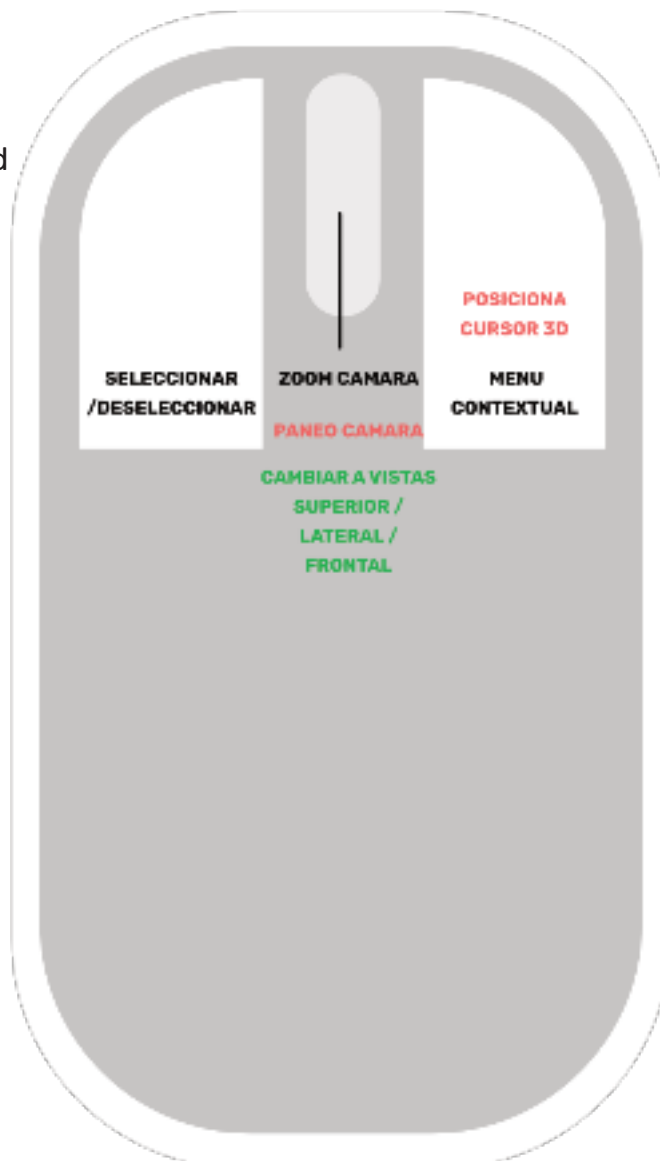 d
POSICIONA
CURSOR 3D
SELECCIONAR
/DESELECCIONAR
ZOOM CAMARA
MENU
CONTEXTUAL
PANEO CAMARA
CAMBIAR A VISTAS
SUPERIOR /
LATERAL /
FRONTAL